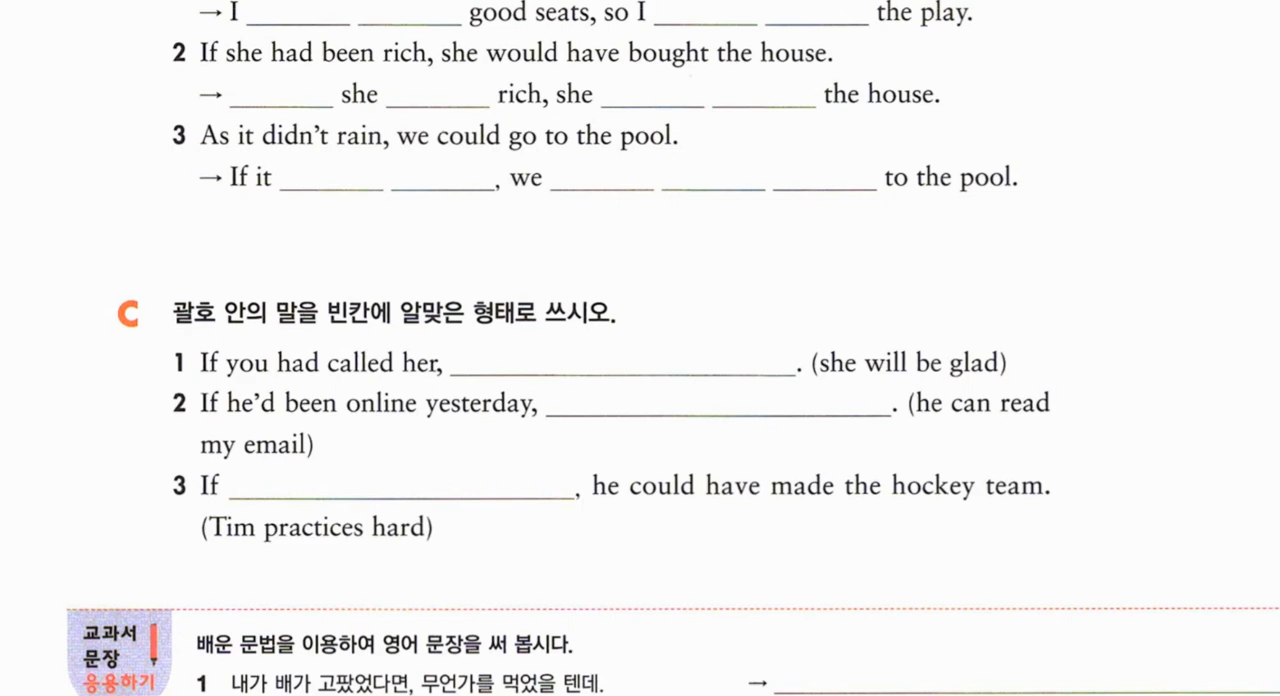 → I ________ ________ good seats, so I ________ ________ the play.
2 If she had been rich, she would have bought the house.
→ ________ she ________ rich, she ________ ________ the house.
3 As it didn’t rain, we could go to the pool.
→ If it ________ ________, we ________ ________ ________ to the pool.
C 괄호 안의 말을 빈칸에 알맞은 형태로 쓰시오.
1 If you had called her, __________________________. (she will be glad)
2 If he’d been online yesterday, __________________________. (he can read
my email)
3 If __________________________, he could have made the hockey team.
(Tim practices hard)
교과서
문장
응용하기
배운 문법을 이용하여 영어 문장을 써 봅시다.
1 내가 배가 고팠었다면, 무언가를 먹었을 텐데. → __________________________